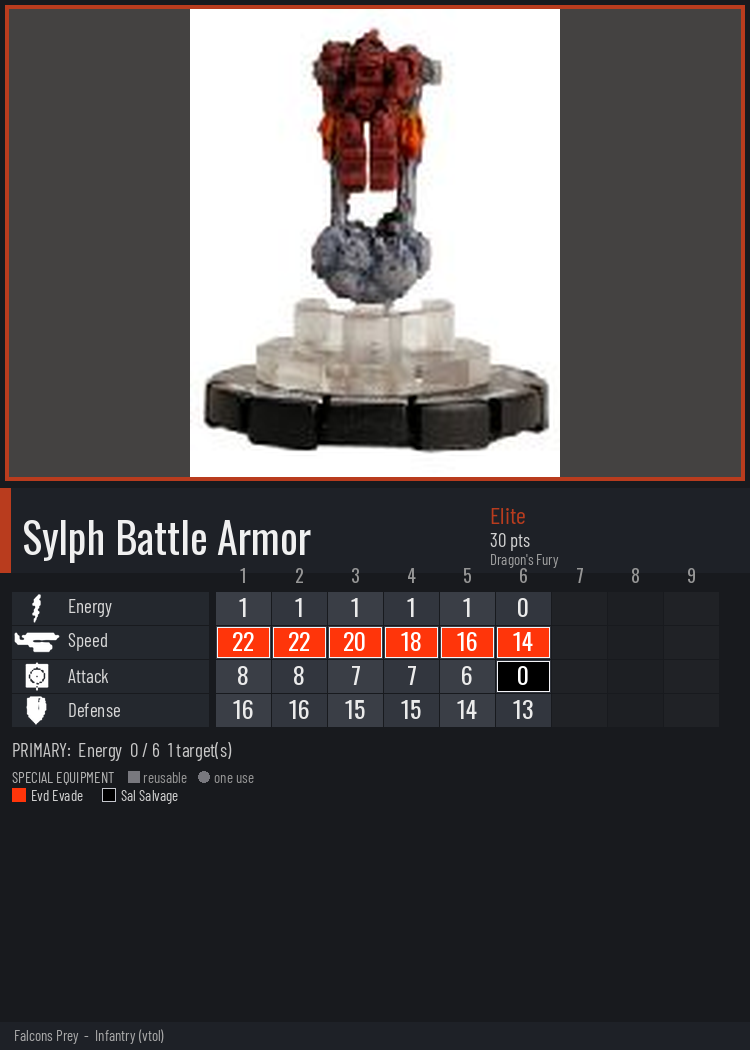 Sylph Battle Armor
Elite
30 pts
Dragon's Fury
1 2 3 4 5 6 7 8 9
Energy 1 1 1 1 1 0
Speed 22 22 20 18 16 14
Attack 8 8 7 7 6 0
Defense 16 16 15 15 14 13
PRIMARY: Energy 0 / 6 1 target(s)
SPECIAL EQUIPMENT reusable one use
Evd Evade Sal Salvage
Falcons Prey - Infantry (vtol)